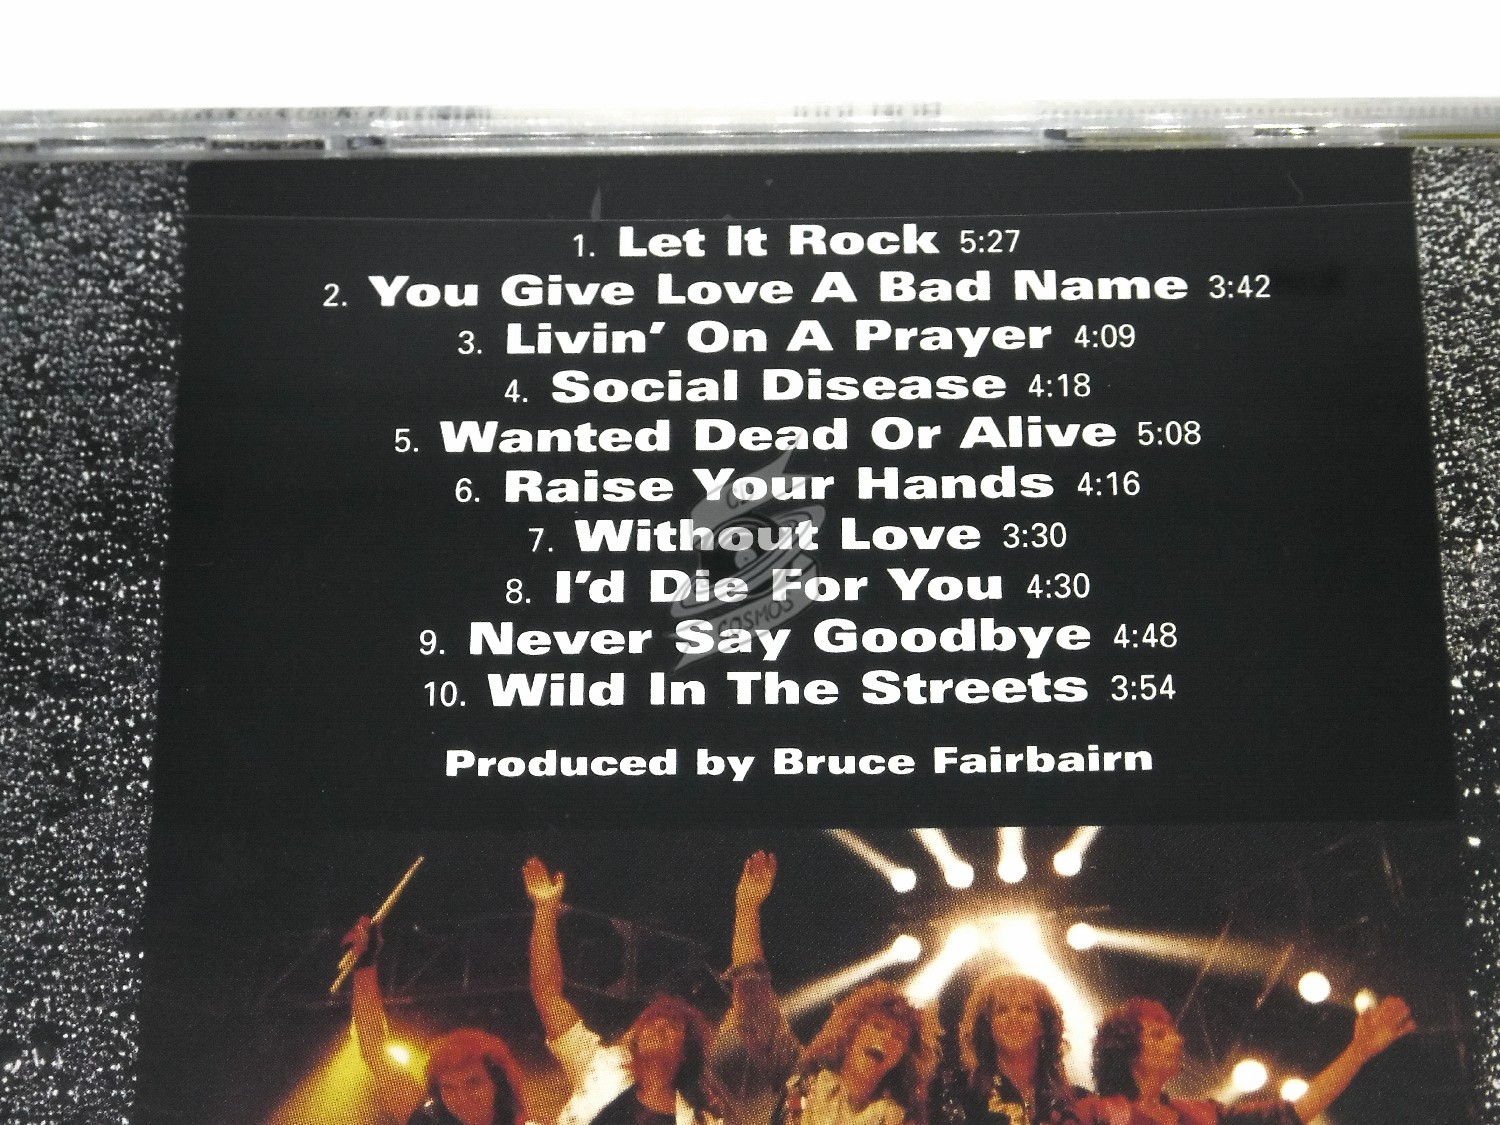 1. Let It Rock 5:27
2. You Give Love A Bad Name 3:42
3. Livin' On A Prayer 4:09
4. Social Disease 4:18
5. Wanted Dead Or Alive 5:08
6. Raise Your Hands 4:16
7. Without Love 3:30
8. I'd Die For You 4:30
9. Never Say Goodbye 4:48
10. Wild In The Streets 3:54
Produced by Bruce Fairbairn
CD
COSMOS